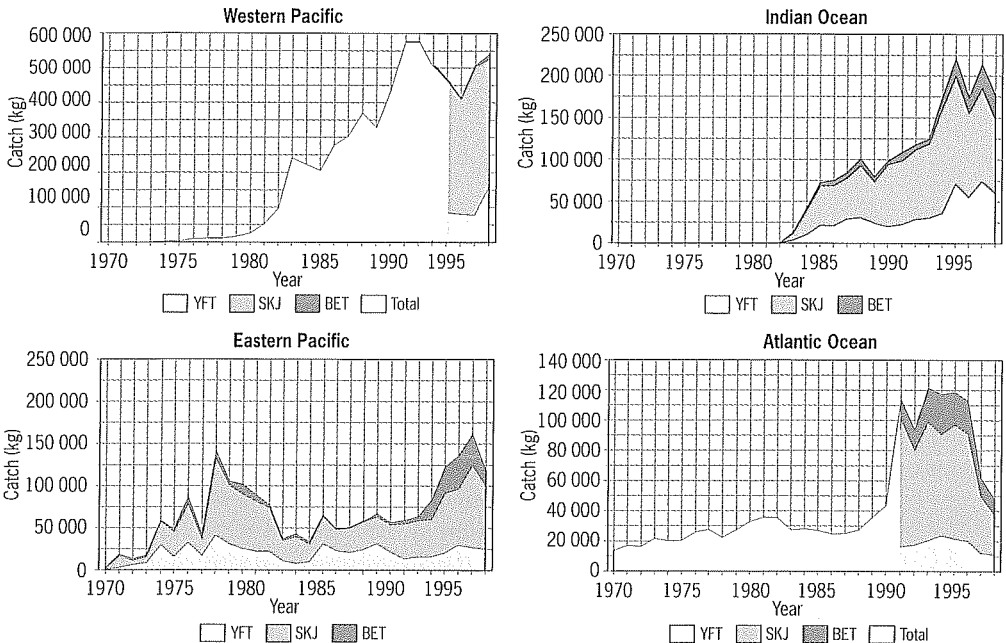 Western Pacific
600 000
500 000
400 000
300 000
200 000
100 000
0
Catch (kg)
1970 1975 1980 1985 1990 1995
Year
YFT SKJ BET Total
Indian Ocean
250 000
200 000
150 000
100 000
50 000
0
Catch (kg)
1970 1975 1980 1985 1990 1995
Year
YFT SKJ BET
Eastern Pacific
250 000
200 000
150 000
100 000
50 000
0
Catch (kg)
1970 1975 1980 1985 1990 1995
Year
YFT SKJ BET
Atlantic Ocean
140 000
120 000
100 000
80 000
60 000
40 000
20 000
0
Catch (kg)
1970 1975 1980 1985 1990 1995
Year
YFT SKJ BET Total